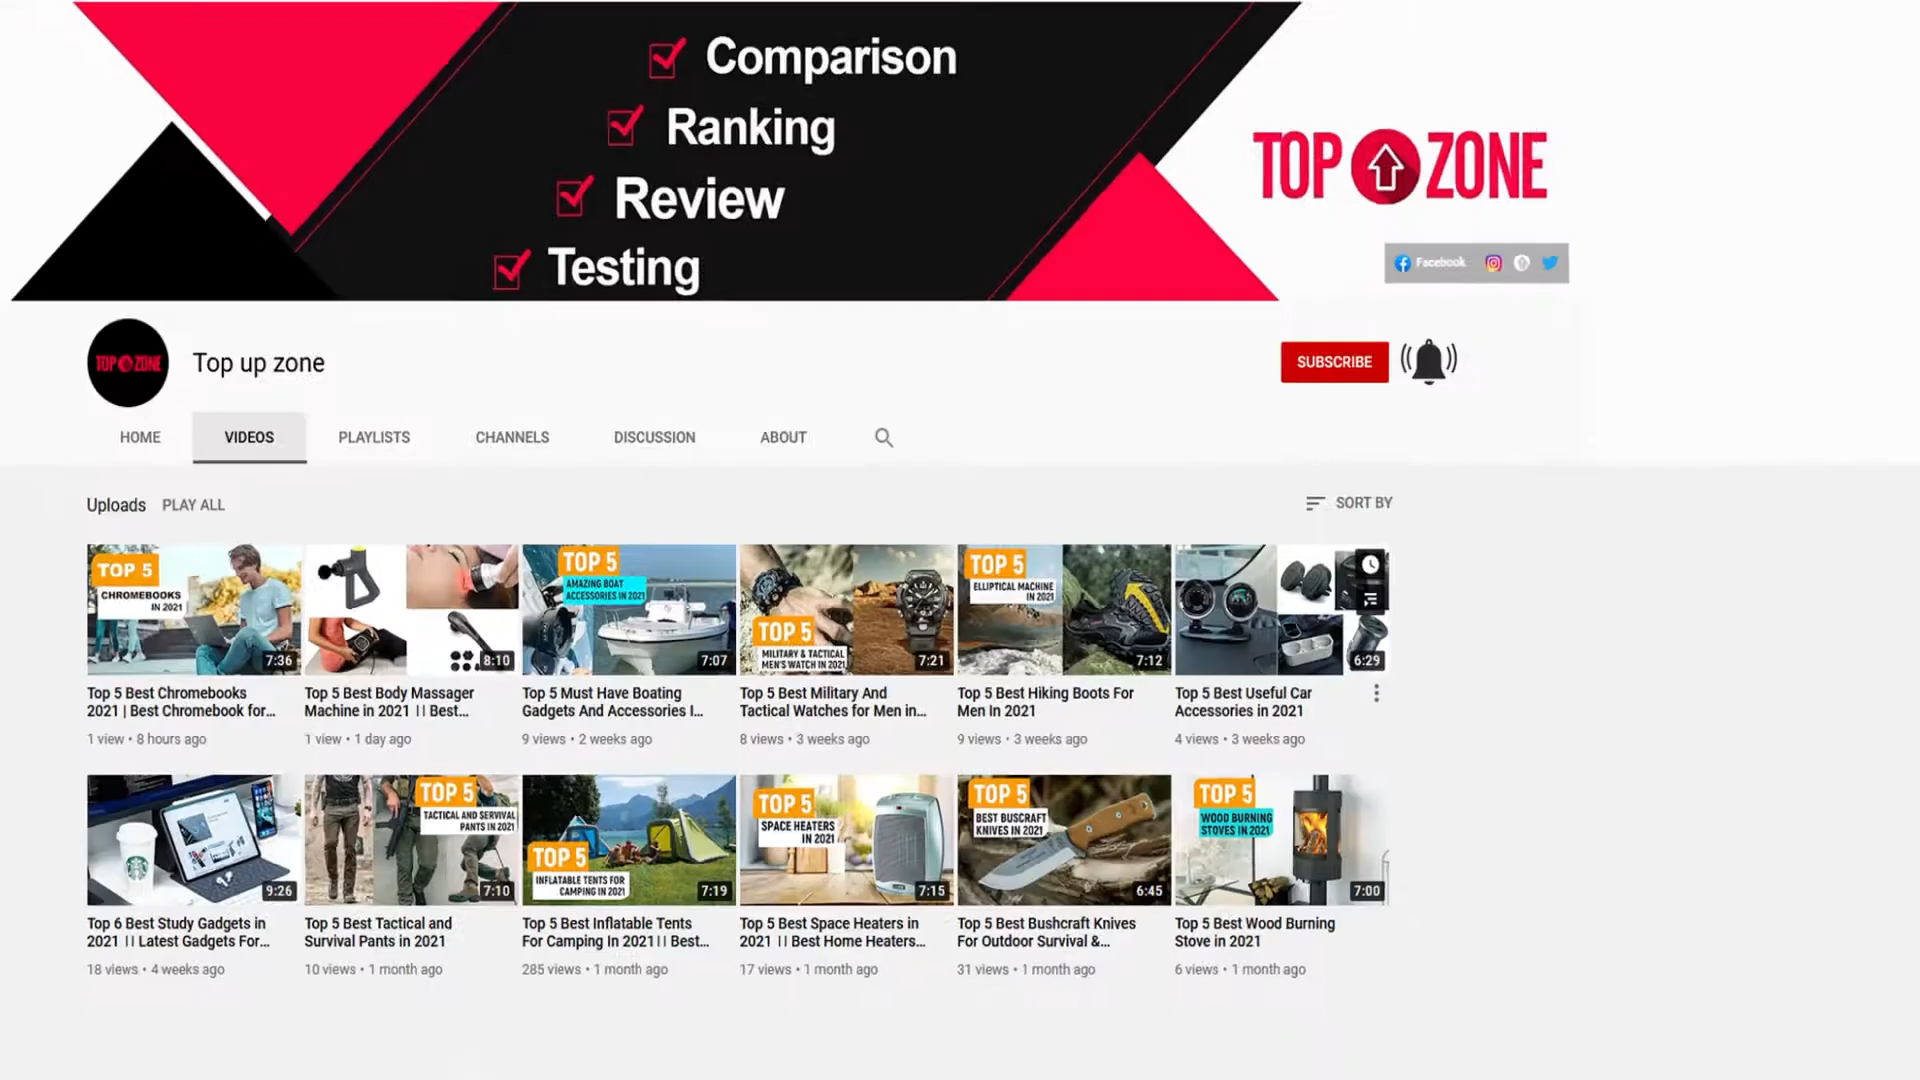 Comparison
Ranking
Review
Testing
TOP ZONE
Facebook
TOP ZONE
Top up zone
SUBSCRIBE
HOME
VIDEOS
PLAYLISTS
CHANNELS
DISCUSSION
ABOUT
Uploads
PLAY ALL
SORT BY
TOP 5
CHROMEBOOKS
IN 2021
7:36
8:10
TOP 5
AMAZING BOAT
ACCESSORIES IN 2021
7:07
TOP 5
MILITARY & TACTICAL
MEN'S WATCH IN 2021
7:21
TOP 5
ELLIPTICAL MACHINE
IN 2021
7:12
6:29
Top 5 Best Chromebooks
2021 | Best Chromebook for...
1 view • 8 hours ago
Top 5 Best Body Massager
Machine in 2021 || Best...
1 view • 1 day ago
Top 5 Must Have Boating
Gadgets And Accessories I...
9 views • 2 weeks ago
Top 5 Best Military And
Tactical Watches for Men in...
8 views • 3 weeks ago
Top 5 Best Hiking Boots For
Men In 2021
9 views • 3 weeks ago
Top 5 Best Useful Car
Accessories in 2021
4 views • 3 weeks ago
9:26
TOP 5
TACTICAL AND SERVIVAL
PANTS IN 2021
7:10
TOP 5
INFLATABLE TENTS FOR
CAMPING IN 2021
7:19
TOP 5
SPACE HEATERS
IN 2021
7:15
TOP 5
BEST BUSCRAFT
KNIVES IN 2021
6:45
TOP 5
WOOD BURNING
STOVES IN 2021
7:00
Top 6 Best Study Gadgets in
2021 || Latest Gadgets For...
18 views • 4 weeks ago
Top 5 Best Tactical and
Survival Pants in 2021
10 views • 1 month ago
Top 5 Best Inflatable Tents
For Camping In 2021|| Best...
285 views • 1 month ago
Top 5 Best Space Heaters in
2021 || Best Home Heaters...
17 views • 1 month ago
Top 5 Best Bushcraft Knives
For Outdoor Survival &...
31 views • 1 month ago
Top 5 Best Wood Burning
Stove in 2021
6 views • 1 month ago